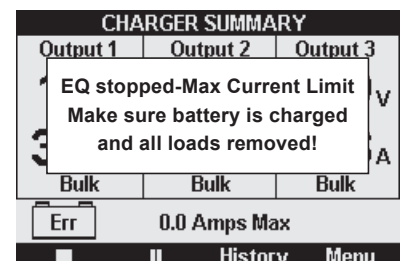 CHARGER SUMMARY
Output 1 Output 2 Output 3
EQ stopped-Max Current Limit
Make sure battery is charged
and all loads removed!
V
A
Bulk Bulk Bulk
Err 0.0 Amps Max
History Menu